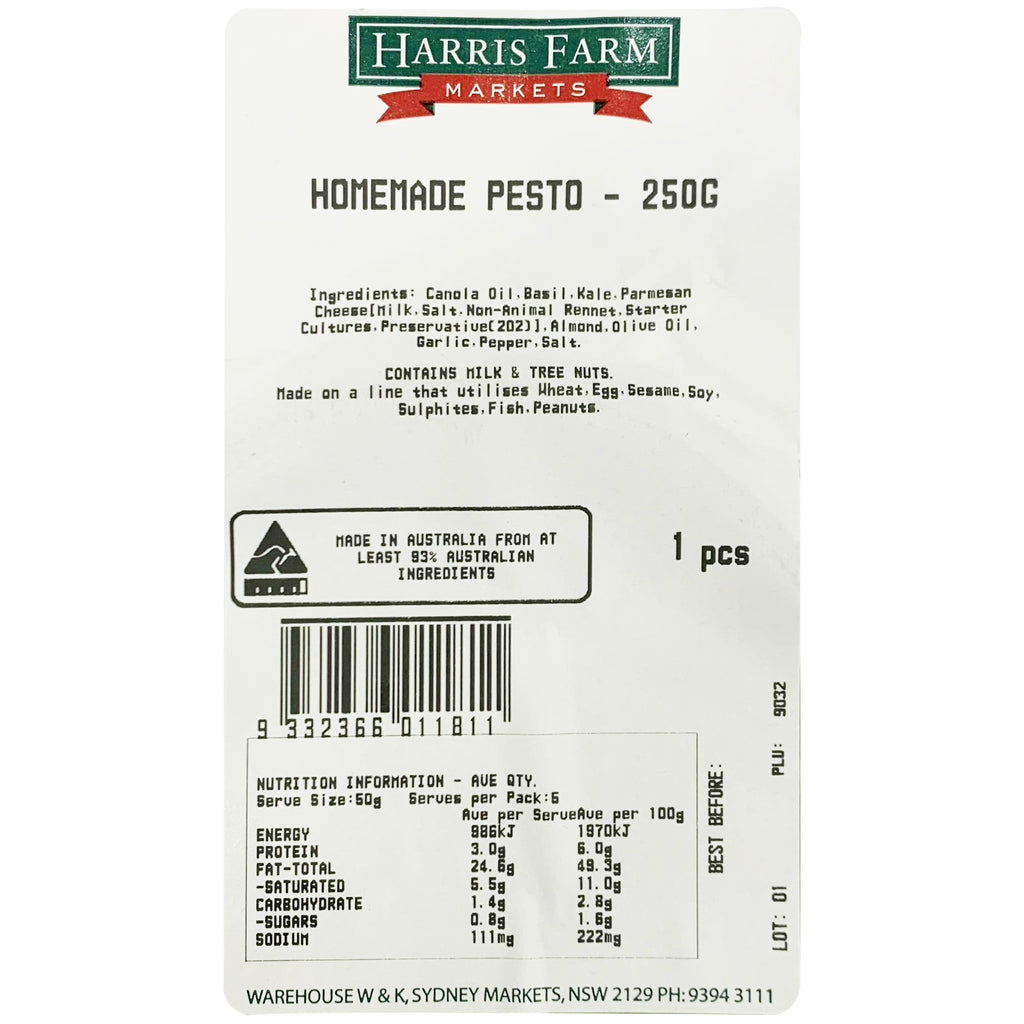 HARRIS FARM
MARKETS
HOMEMADE PESTO - 250G
Ingredients: Canola Oil,Basil,Kale,Parmesan
Cheese[Milk,Salt,Non-Animal Rennet,Starter
Cultures,Preservative(202)],Almond,Olive Oil,
Garlic,Pepper,Salt.
CONTAINS MILK & TREE NUTS.
Made on a line that utilises Wheat,Egg,Sesame,Soy,
Sulphites,Fish,Peanuts.
MADE IN AUSTRALIA FROM AT
LEAST 93% AUSTRALIAN
INGREDIENTS
1 pcs
9 332366 011811
NUTRITION INFORMATION - AVE QTY.
Serve Size:50g Serves per Pack:5
Ave per Serve Ave per 100g
ENERGY 986kJ 1970kJ
PROTEIN 3.0g 6.0g
FAT-TOTAL 24.6g 49.3g
-SATURATED 5.5g 11.0g
CARBOHYDRATE 1.4g 2.8g
-SUGARS 0.8g 1.6g
SODIUM 111mg 222mg
BEST BEFORE:
LOT: 01 PLU: 9032
WAREHOUSE W & K, SYDNEY MARKETS, NSW 2129 PH: 9394 3111